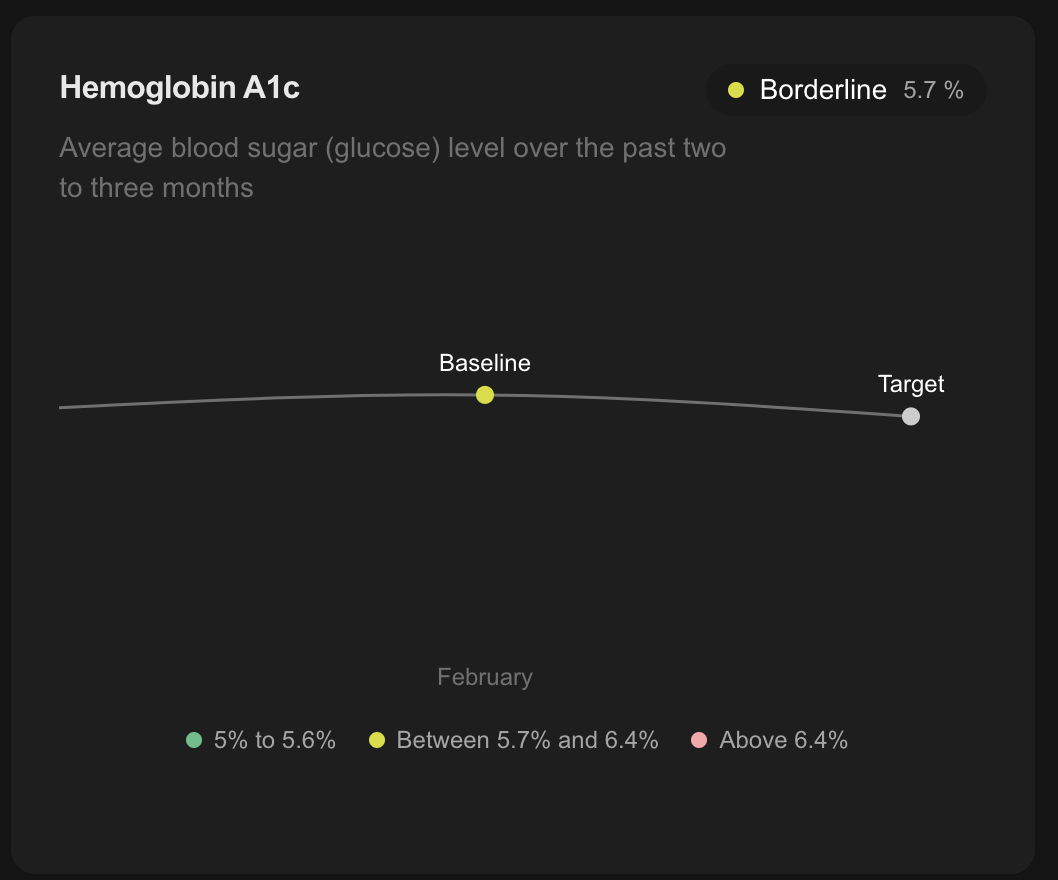 Hemoglobin A1c
Borderline 5.7 %
Average blood sugar (glucose) level over the past two
to three months
Baseline
Target
February
5% to 5.6%
Between 5.7% and 6.4%
Above 6.4%